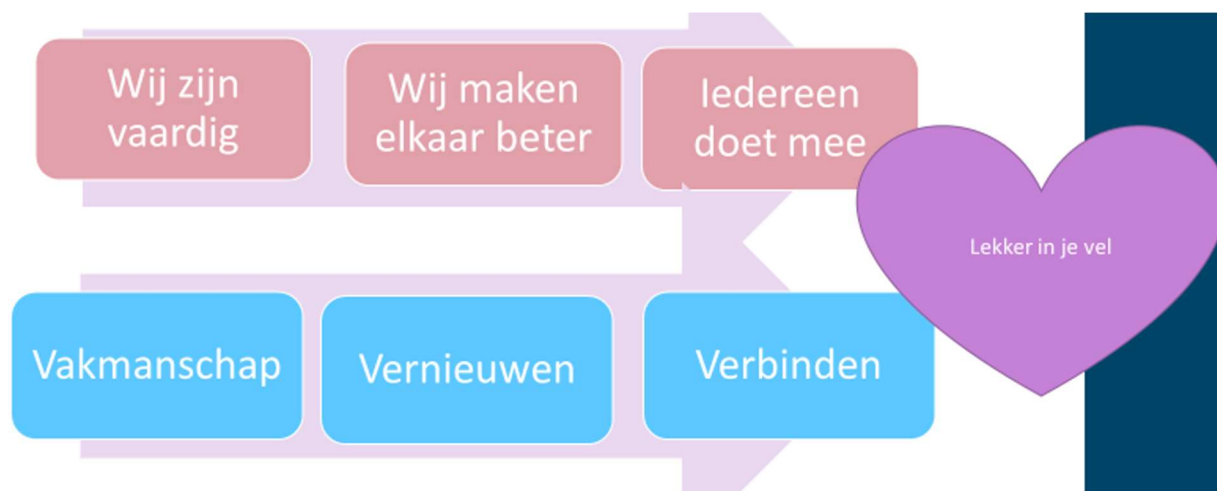 Wij zijn
vaardig
Wij maken
elkaar beter
Iedereen
doet mee
Lekker in je vel
Vakmanschap
Vernieuwen
Verbinden